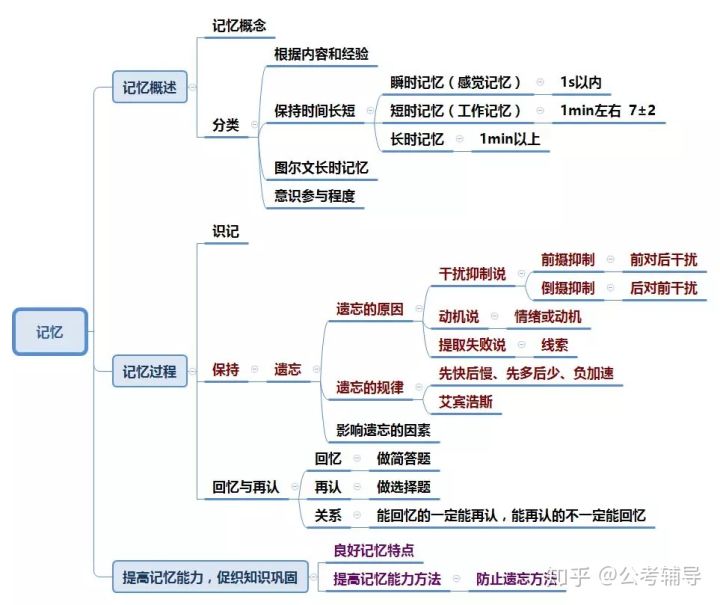 记忆
记忆概述
记忆概念
分类
根据内容和经验
保持时间长短
瞬时记忆（感觉记忆） 1s以内
短时记忆（工作记忆） 1min左右 7±2
长时记忆 1min以上
图尔文长时记忆
意识参与程度
记忆过程
识记
保持 遗忘
遗忘的原因
干扰抑制说
前摄抑制 前对后干扰
倒摄抑制 后对前干扰
动机说 情绪或动机
提取失败说 线索
遗忘的规律
先快后慢、先多后少、负加速
艾宾浩斯
影响遗忘的因素
回忆与再认
回忆 做简答题
再认 做选择题
关系 能回忆的一定能再认，能再认的不一定能回忆
提高记忆能力，促织知识巩固
良好记忆特点
提高记忆能力方法 防止遗忘方法
知乎 @公考辅导